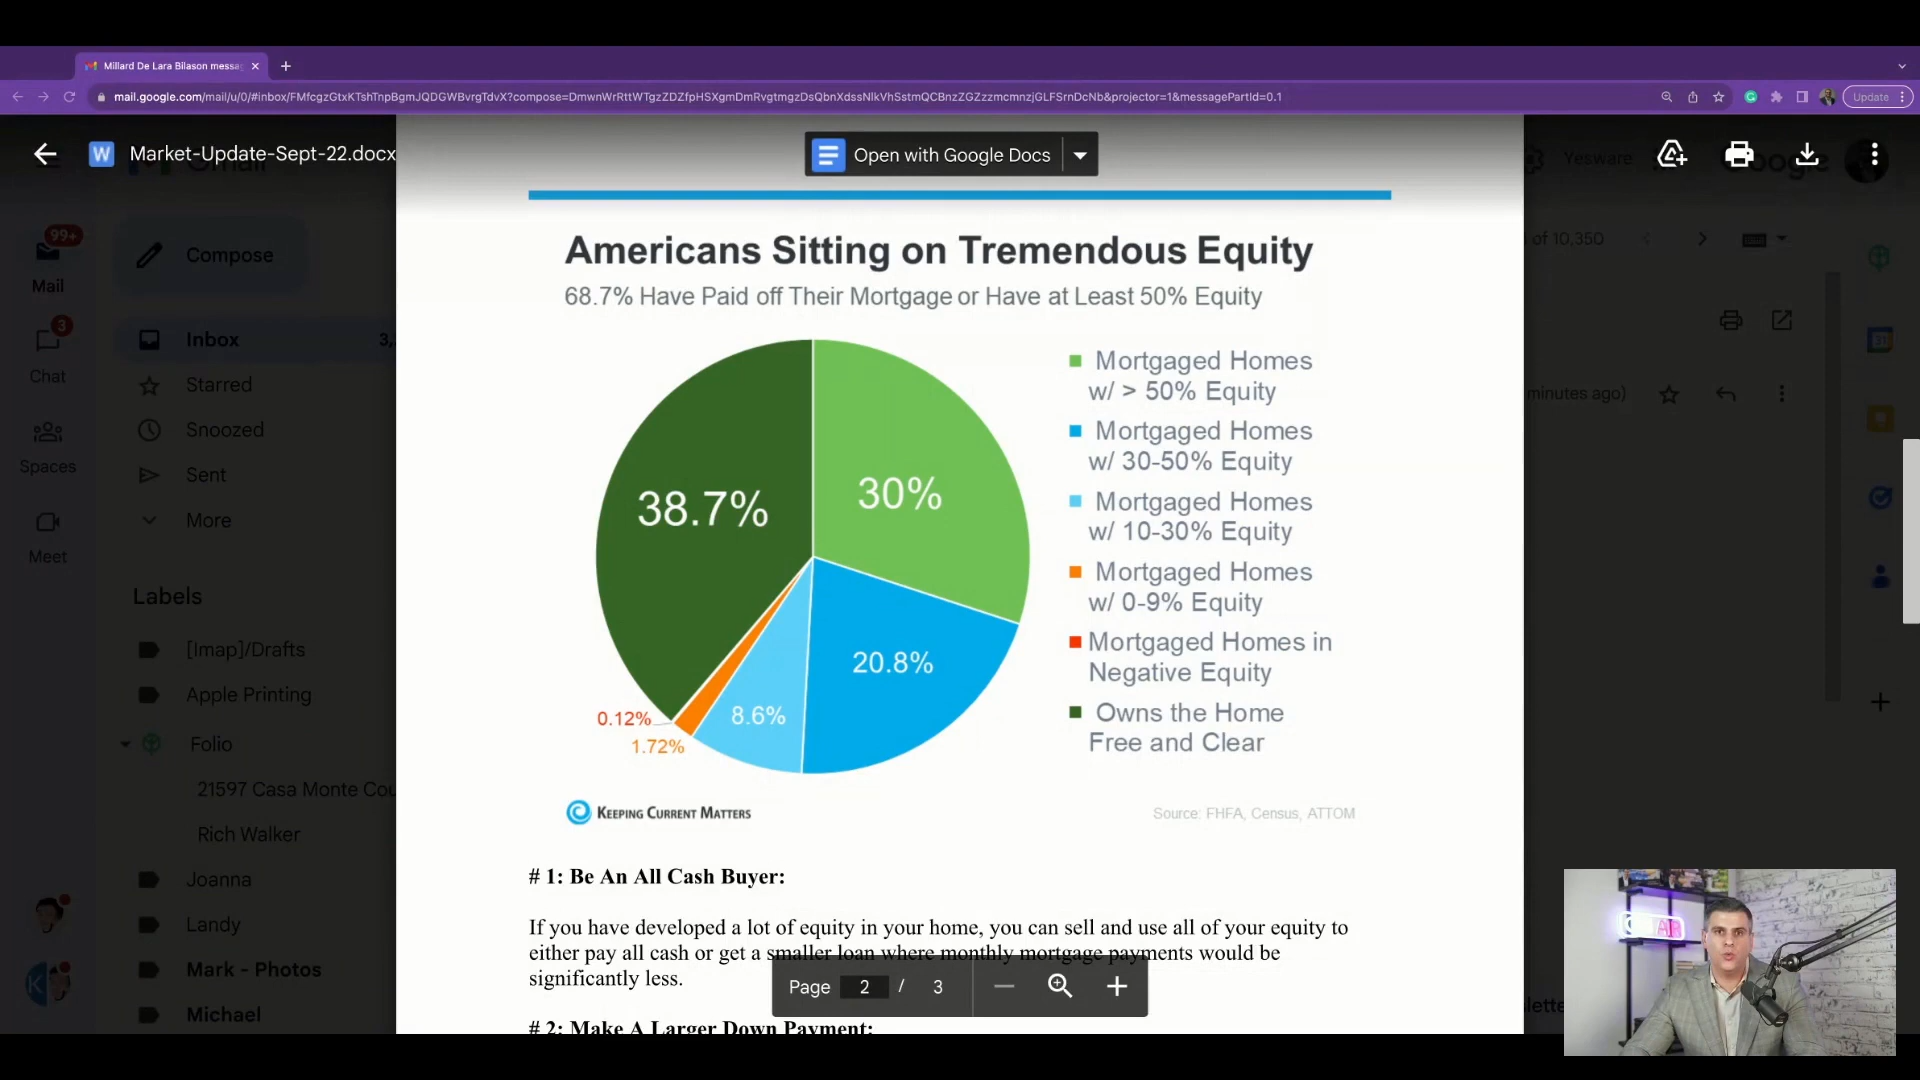 Millard De Lara Bilason messa
mail.google.com/mail/u/0/#inbox/FMfcgzGtxKTshTnpBgmJQDGWBvrgTdvX?compose=DmwnWrRttWTgzZDZfpHSXgmDmRvgtmgzDsQbnXdssNlkVhSstmQCBnzZGZzzmcmnzjGLFSrnDcNb&projector=1&messagePartId=0.1
Update
Market-Update-Sept-22.docx
Open with Google Docs
Yesware
Google
99+
Mail
Compose
of 10,350
3
Chat
Inbox
3,
Starred
minutes ago)
Snoozed
Spaces
Sent
More
Meet
Labels
[Imap]/Drafts
Apple Printing
Folio
21597 Casa Monte Cou
Rich Walker
Joanna
Landy
Mark - Photos
Michael
Americans Sitting on Tremendous Equity
68.7% Have Paid off Their Mortgage or Have at Least 50% Equity
38.7%
30%
20.8%
8.6%
0.12%
1.72%
Mortgaged Homes
w/ > 50% Equity
Mortgaged Homes
w/ 30-50% Equity
Mortgaged Homes
w/ 10-30% Equity
Mortgaged Homes
w/ 0-9% Equity
Mortgaged Homes in
Negative Equity
Owns the Home
Free and Clear
KEEPING CURRENT MATTERS
Source: FHFA, Census, ATTOM
# 1: Be An All Cash Buyer:
If you have developed a lot of equity in your home, you can sell and use all of your equity to
either pay all cash or get a smaller loan where monthly mortgage payments would be
significantly less.
Page 2 / 3
# 2: Make A Larger Down Payment: